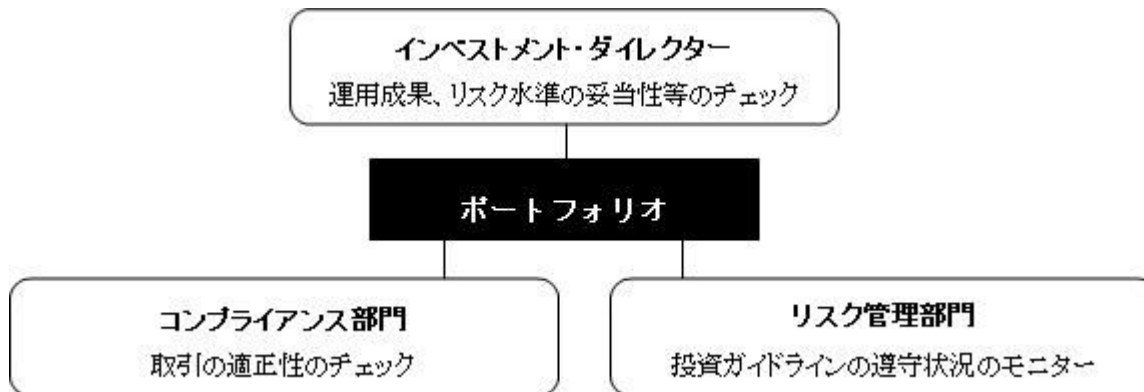 インベストメント・ダイレクター
運用成果、リスク水準の妥当性等のチェック
ポートフォリオ
コンプライアンス部門
取引の適正性のチェック
リスク管理部門
投資ガイドラインの遵守状況のモニター